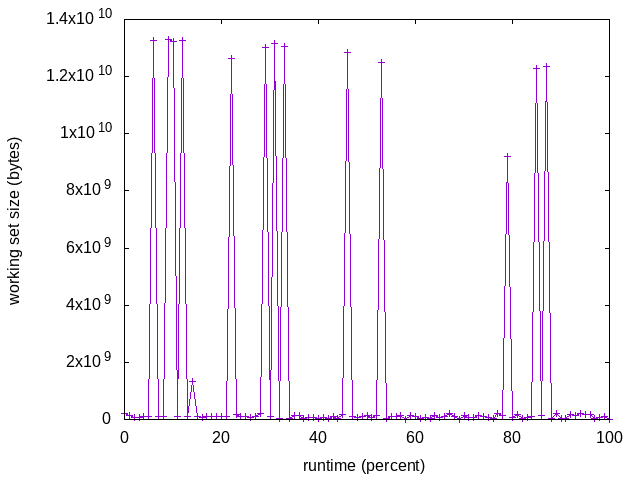 1.4x10^10
1.2x10^10
1x10^10
8x10^9
6x10^9
4x10^9
2x10^9
0
working set size (bytes)
0 20 40 60 80 100
runtime (percent)